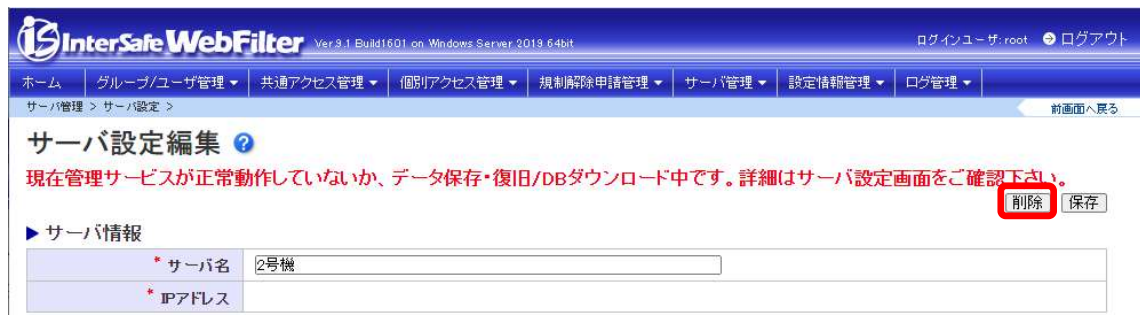 InterSafe WebFilter Ver.9.1 Build1601 on Windows Server 2019 64bit ログインユーザ:root ログアウト
ホーム グループ/ユーザ管理▼ 共通アクセス管理▼ 個別アクセス管理▼ 規制解除申請管理▼ サーバ管理▼ 設定情報管理▼ ログ管理▼
サーバ管理 > サーバ設定 > 前画面へ戻る
サーバ設定編集 ?
現在管理サービスが正常動作していないか、データ保存・復旧/DBダウンロード中です。詳細はサーバ設定画面をご確認下さい。
削除 保存
▶サーバ情報
* サーバ名 2号機
* IPアドレス